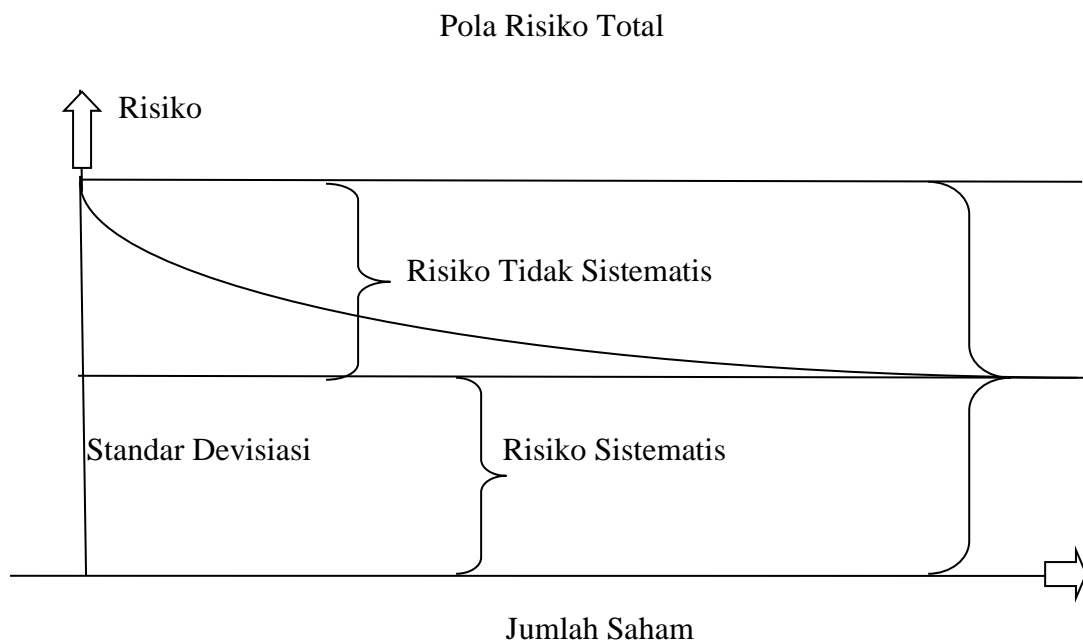 Pola Risiko Total
Risiko
Risiko Tidak Sistematis
Standar Devisiasi
Risiko Sistematis
Jumlah Saham